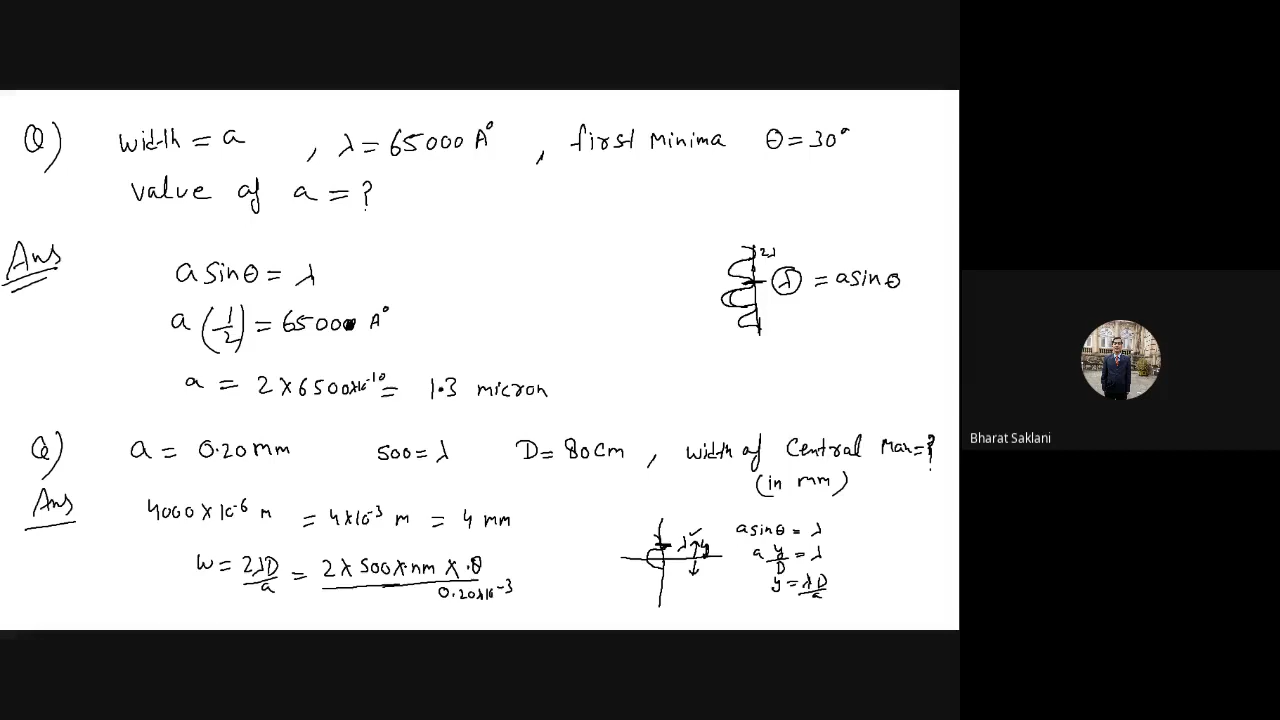 Q) width = a , λ = 65000 A° , first minima θ = 30°
value of a = ?
Ans
a sinθ = λ
2λ
λ = a sinθ
a (1/2) = 6500 A°
a = 2 × 6500×10⁻¹⁰ = 1.3 micron
Q) a = 0.20 mm 500 = λ D = 80 cm , width of Central Max = ?
(in mm)
Ans
4000 × 10⁻⁶ m = 4×10⁻³ m = 4 mm
λ y
a sinθ = λ
a y/D = λ
y = λD/a
w = 2λD/a = 2 × 500 × nm × .8 / 0.20×10⁻³
Bharat Saklani